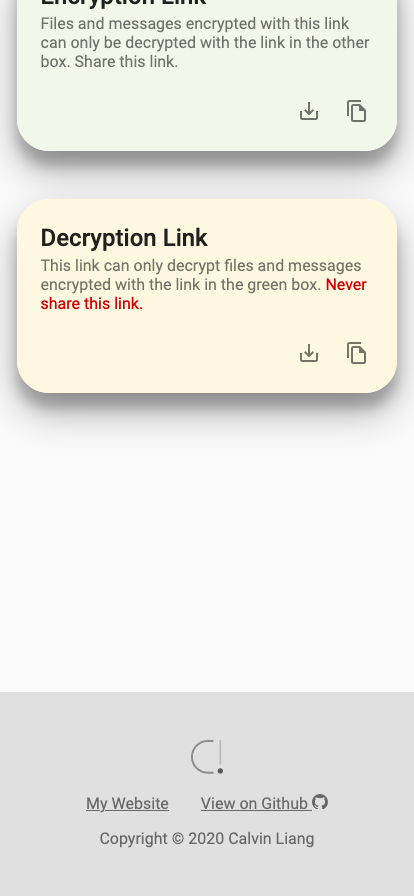 Encryption Link
Files and messages encrypted with this link
can only be decrypted with the link in the other
box. Share this link.
Decryption Link
This link can only decrypt files and messages
encrypted with the link in the green box. Never
share this link.
My Website View on Github
Copyright © 2020 Calvin Liang